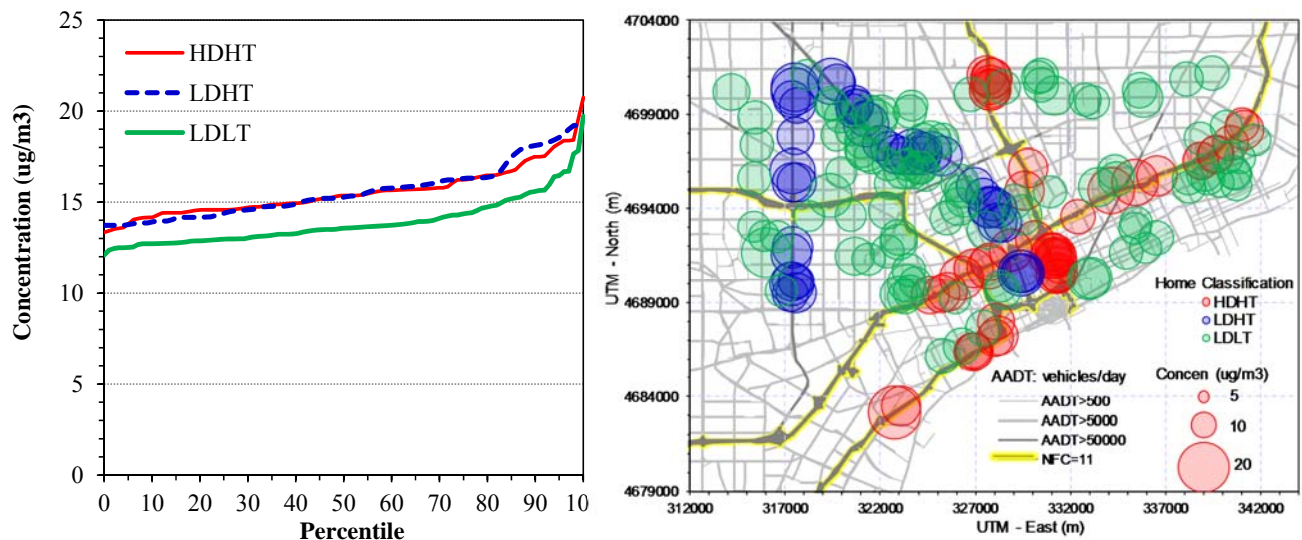 25
20
15
10
5
0
Concentration (ug/m3)
HDHT
LDHT
LDLT
0 10 20 30 40 50 60 70 80 90 10
Percentile
4704000
4699000
4694000
4689000
4684000
4679000
UTM - North (m)
Home Classification
HDHT
LDHT
LDLT
AADT: vehicles/day
AADT>500
AADT>5000
AADT>50000
NFC=11
Concen (ug/m3)
5
10
20
312000 317000 322000 327000 332000 337000 342000
UTM - East (m)